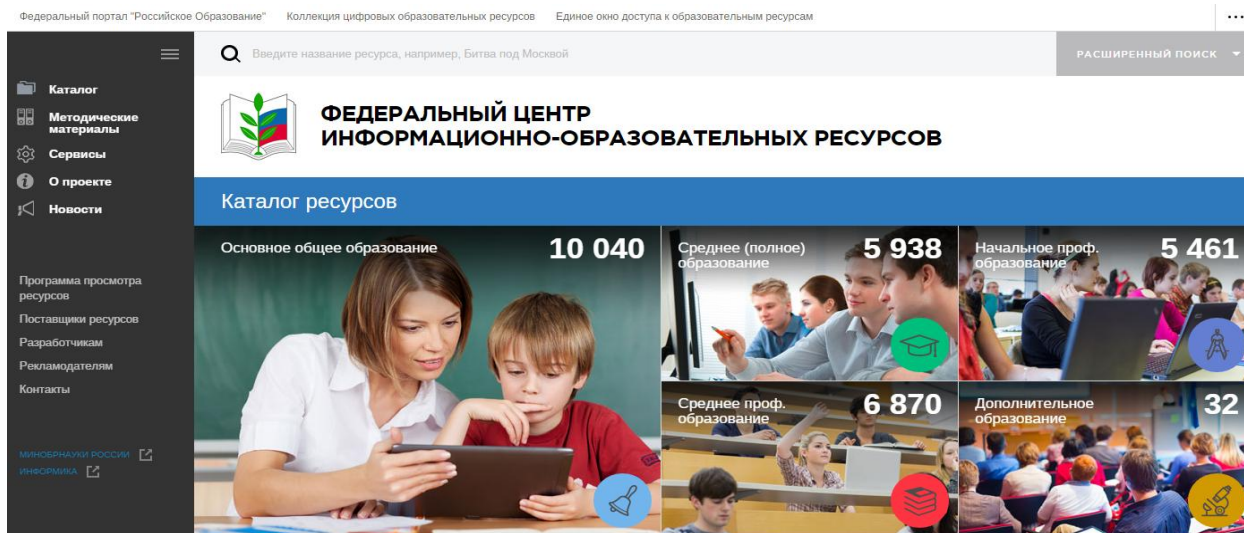 Федеральный портал "Российское Образование" Коллекция цифровых образовательных ресурсов Единое окно доступа к образовательным ресурсам
Введите название ресурса, например, Битва под Москвой
РАСШИРЕННЫЙ ПОИСК
Каталог
Методические
материалы
Сервисы
О проекте
Новости
Программа просмотра
ресурсов
Поставщики ресурсов
Разработчикам
Рекламодателям
Контакты
МИНОБРНАУКИ РОССИИ
ИНФОРМИКА
ФЕДЕРАЛЬНЫЙ ЦЕНТР
ИНФОРМАЦИОННО-ОБРАЗОВАТЕЛЬНЫХ РЕСУРСОВ
Каталог ресурсов
Основное общее образование
10 040
Среднее (полное)
образование
5 938
Начальное проф.
образование
5 461
Среднее проф.
образование
6 870
Дополнительное
образование
32